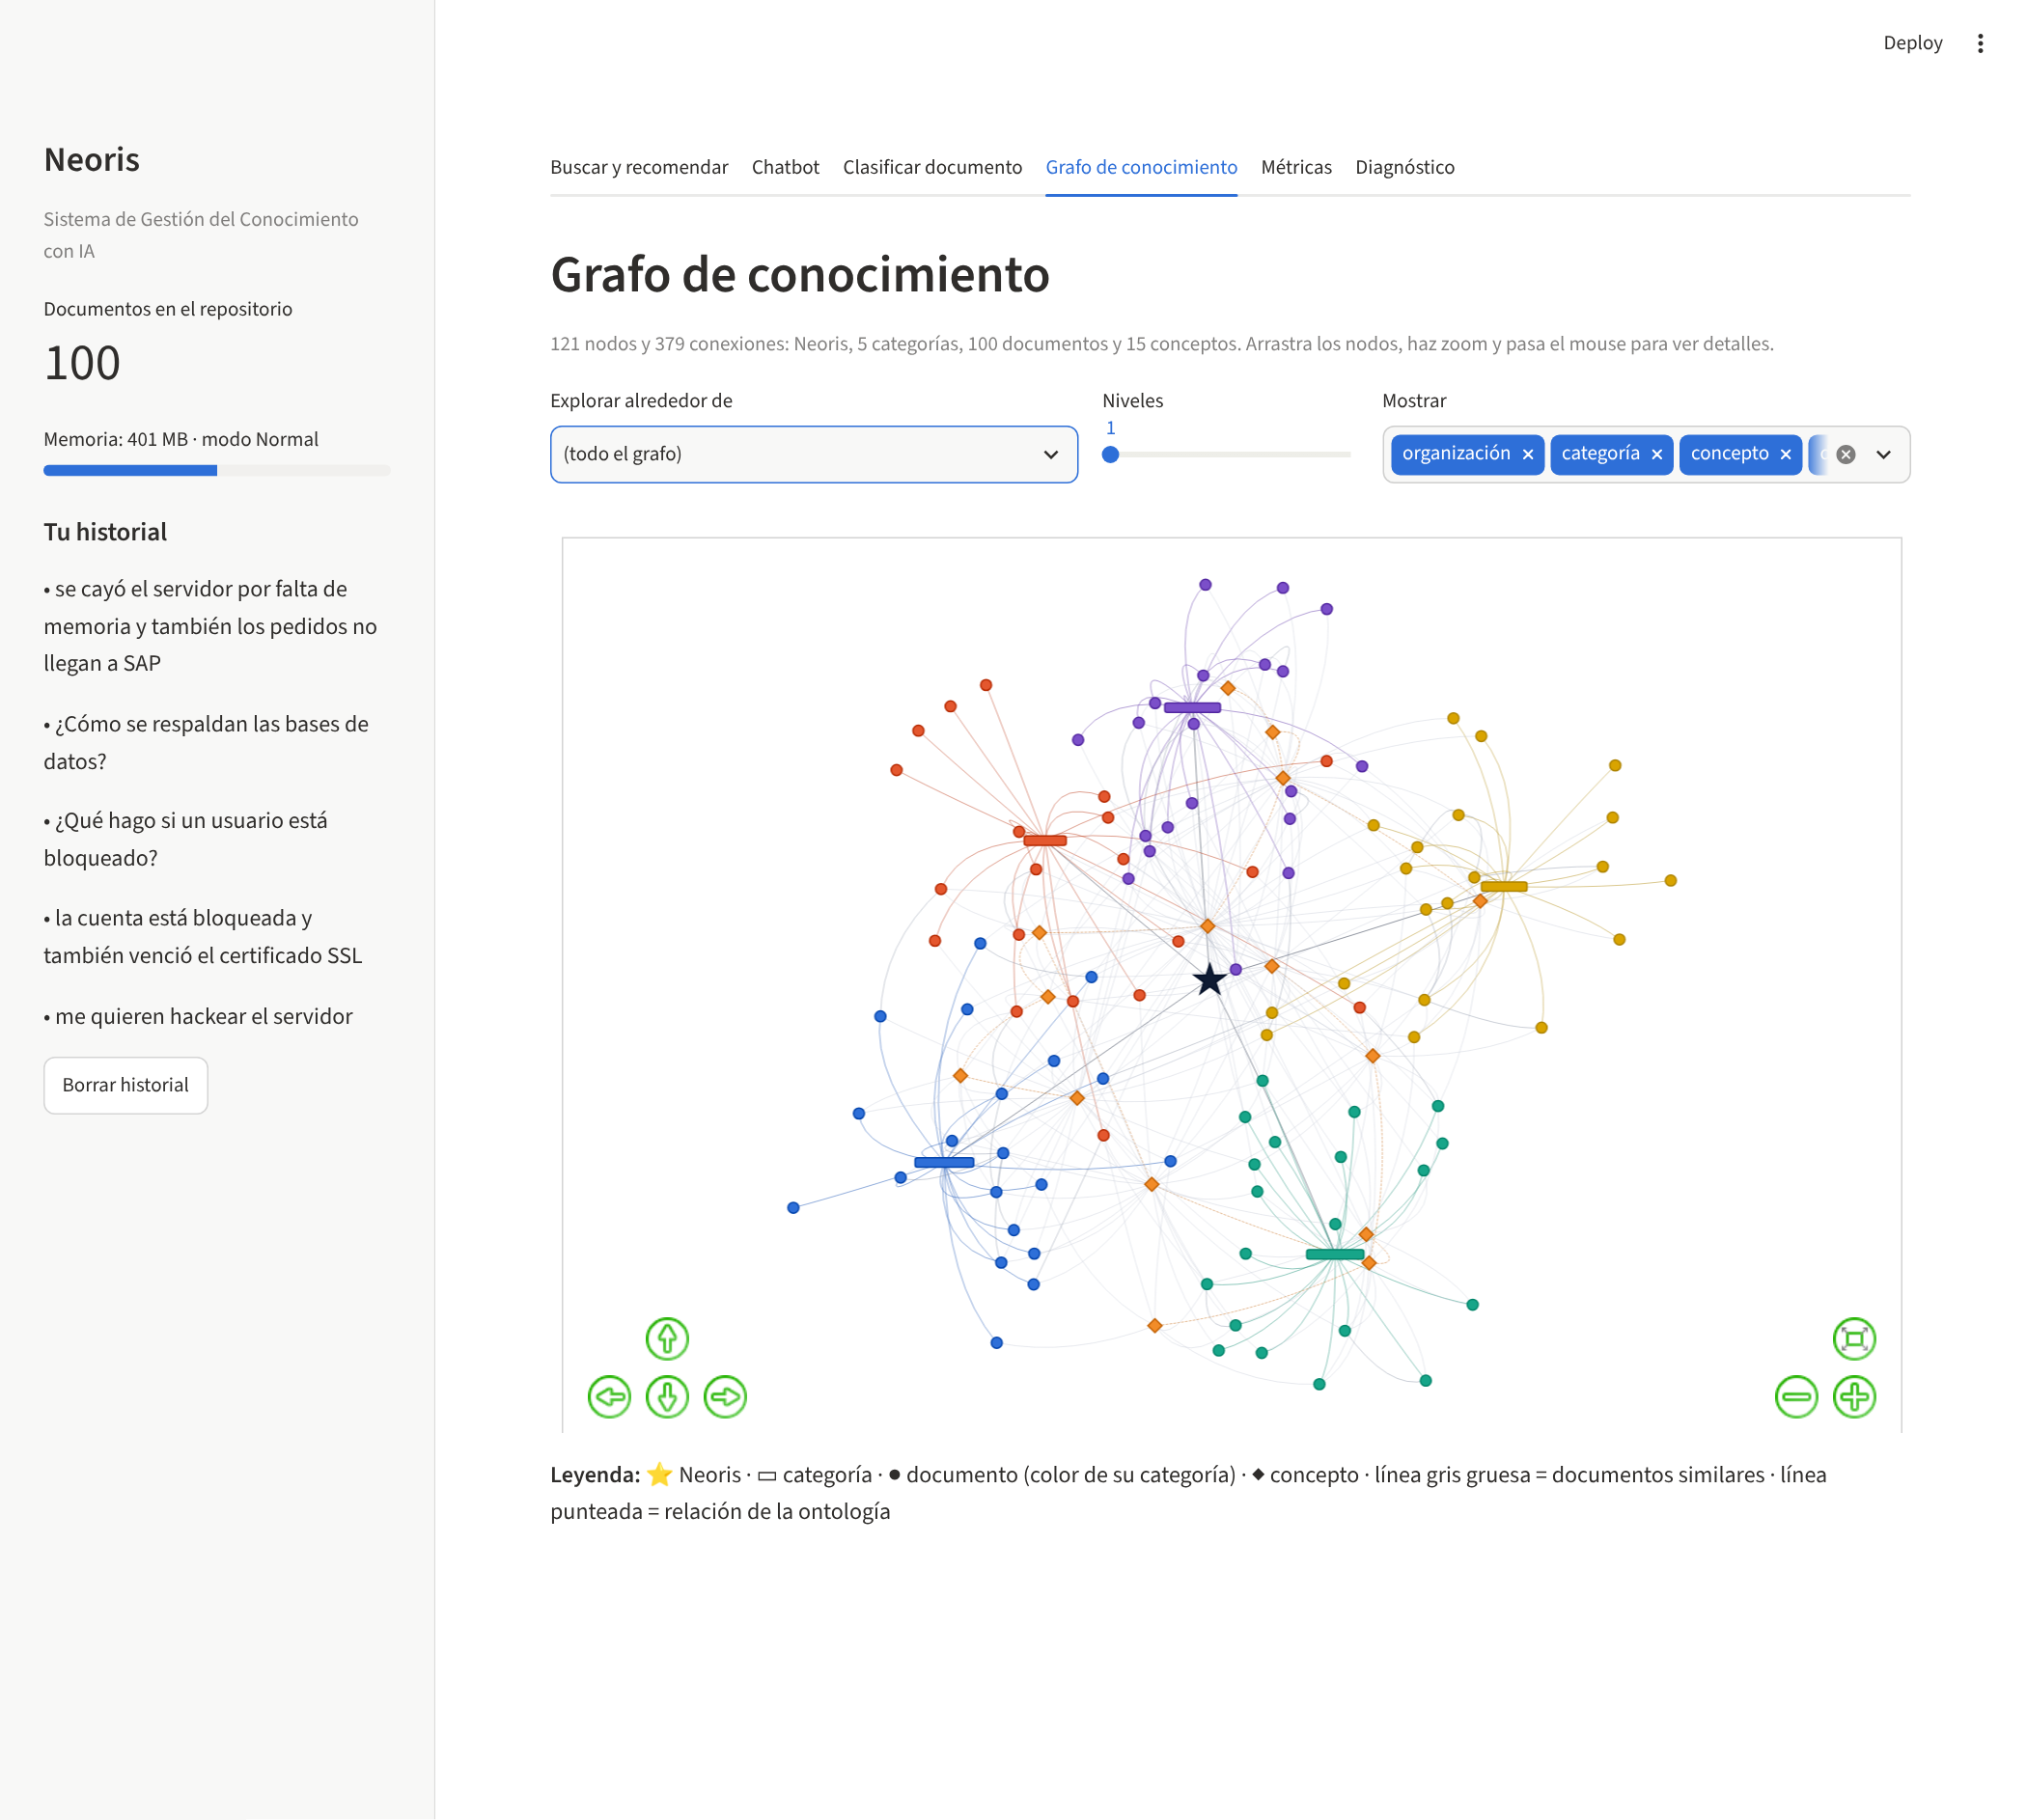 Deploy
Neoris
Sistema de Gestión del Conocimiento
con IA
Documentos en el repositorio
100
Memoria: 401 MB · modo Normal
Tu historial
• se cayó el servidor por falta de
memoria y también los pedidos no
llegan a SAP
• ¿Cómo se respaldan las bases de
datos?
• ¿Qué hago si un usuario está
bloqueado?
• la cuenta está bloqueada y
también venció el certificado SSL
• me quieren hackear el servidor
Borrar historial
Buscar y recomendar Chatbot Clasificar documento Grafo de conocimiento Métricas Diagnóstico
Grafo de conocimiento
121 nodos y 379 conexiones: Neoris, 5 categorías, 100 documentos y 15 conceptos. Arrastra los nodos, haz zoom y pasa el mouse para ver detalles.
Explorar alrededor de
(todo el grafo)
Niveles
1
Mostrar
organización categoría concepto
Leyenda: ⭐ Neoris · ▭ categoría · ● documento (color de su categoría) · ◆ concepto · línea gris gruesa = documentos similares · línea
punteada = relación de la ontología